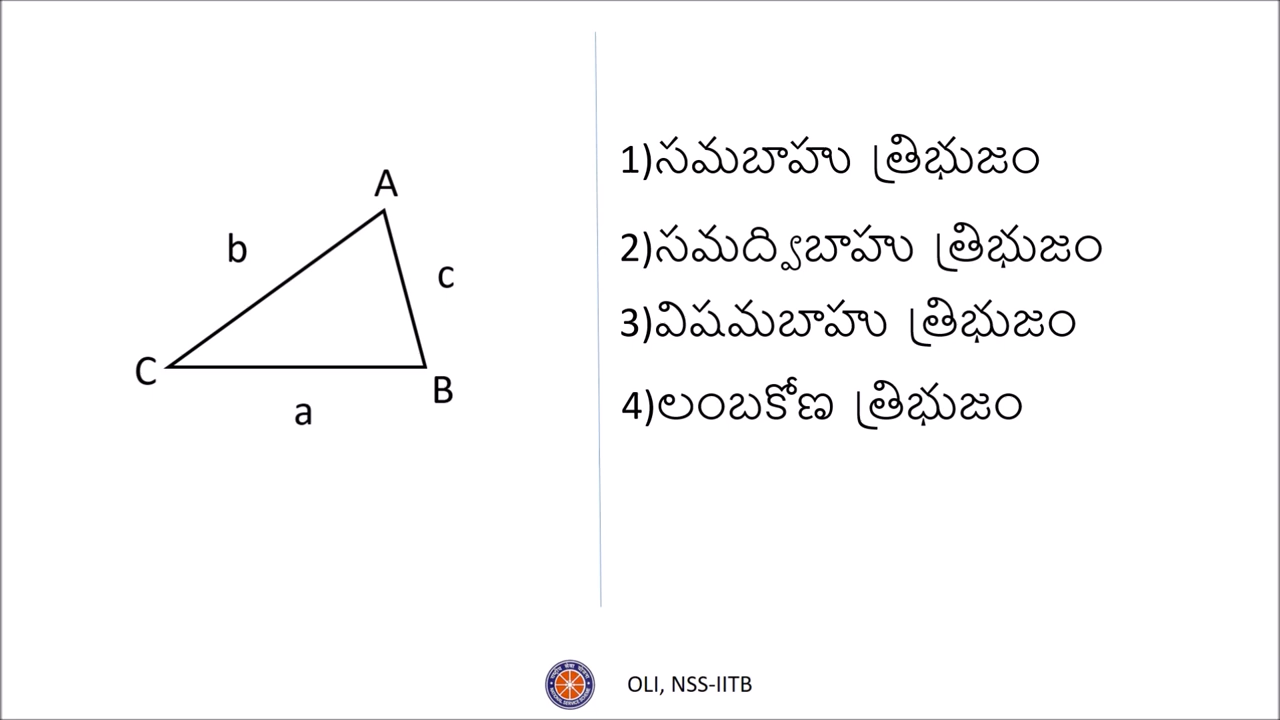 A
b
c
C
B
a
1)సమబాహు త్రిభుజం
2)సమద్విబాహు త్రిభుజం
3)విషమబాహు త్రిభుజం
4)లంబకోణ త్రిభుజం
OLI, NSS-IITB